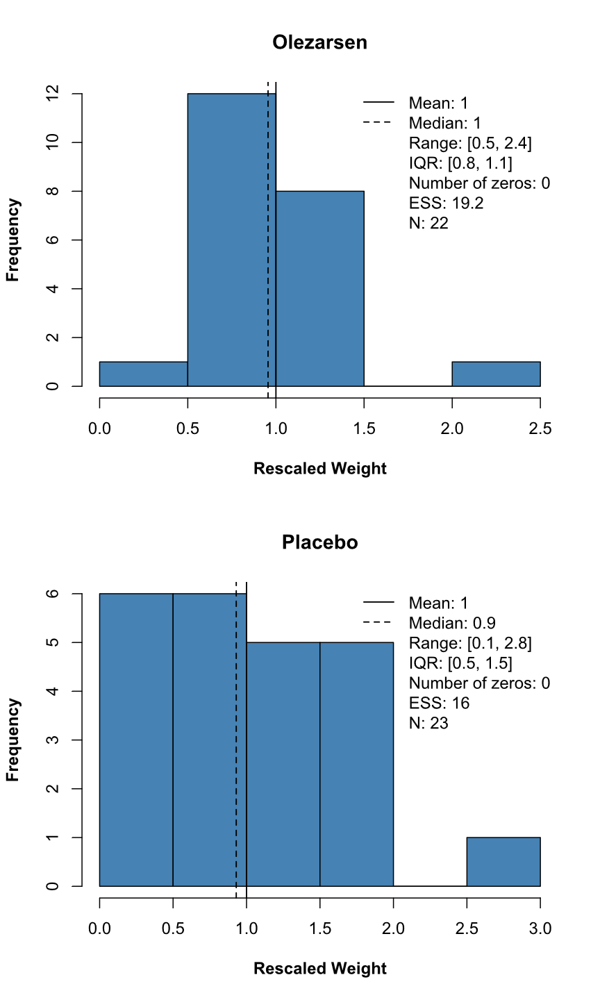 Olezarsen
Mean: 1
Median: 1
Range: [0.5, 2.4]
IQR: [0.8, 1.1]
Number of zeros: 0
ESS: 19.2
N: 22
Frequency
12
10
8
6
4
2
0
0.0 0.5 1.0 1.5 2.0 2.5
Rescaled Weight
Placebo
Mean: 1
Median: 0.9
Range: [0.1, 2.8]
IQR: [0.5, 1.5]
Number of zeros: 0
ESS: 16
N: 23
Frequency
6
5
4
3
2
1
0
0.0 0.5 1.0 1.5 2.0 2.5 3.0
Rescaled Weight